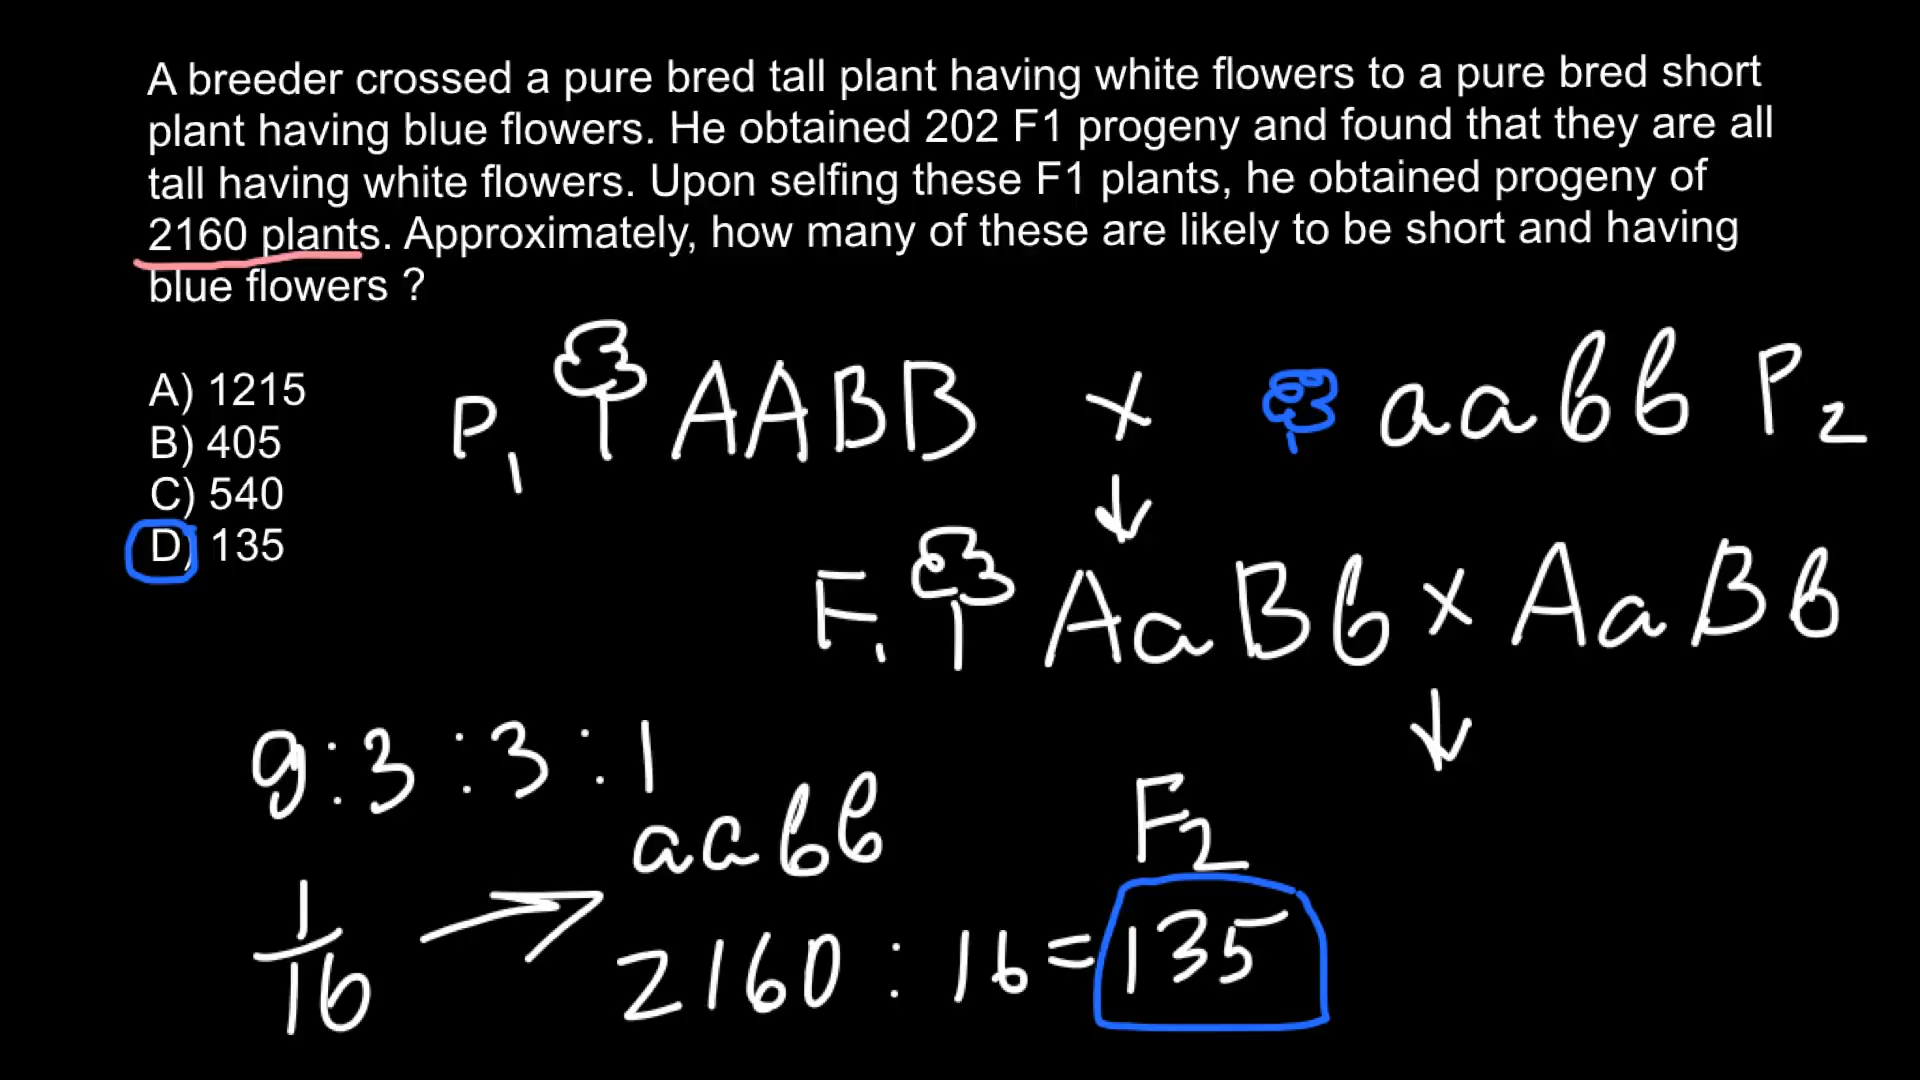 A breeder crossed a pure bred tall plant having white flowers to a pure bred short
plant having blue flowers. He obtained 202 F1 progeny and found that they are all
tall having white flowers. Upon selfing these F1 plants, he obtained progeny of
2160 plants. Approximately, how many of these are likely to be short and having
blue flowers ?
A) 1215
B) 405
C) 540
D) 135
P1 AABB x aabb P2
F1 AaBb x AaBb
9:3:3:1
aabb
F2
1/16
2160 : 16 = 135